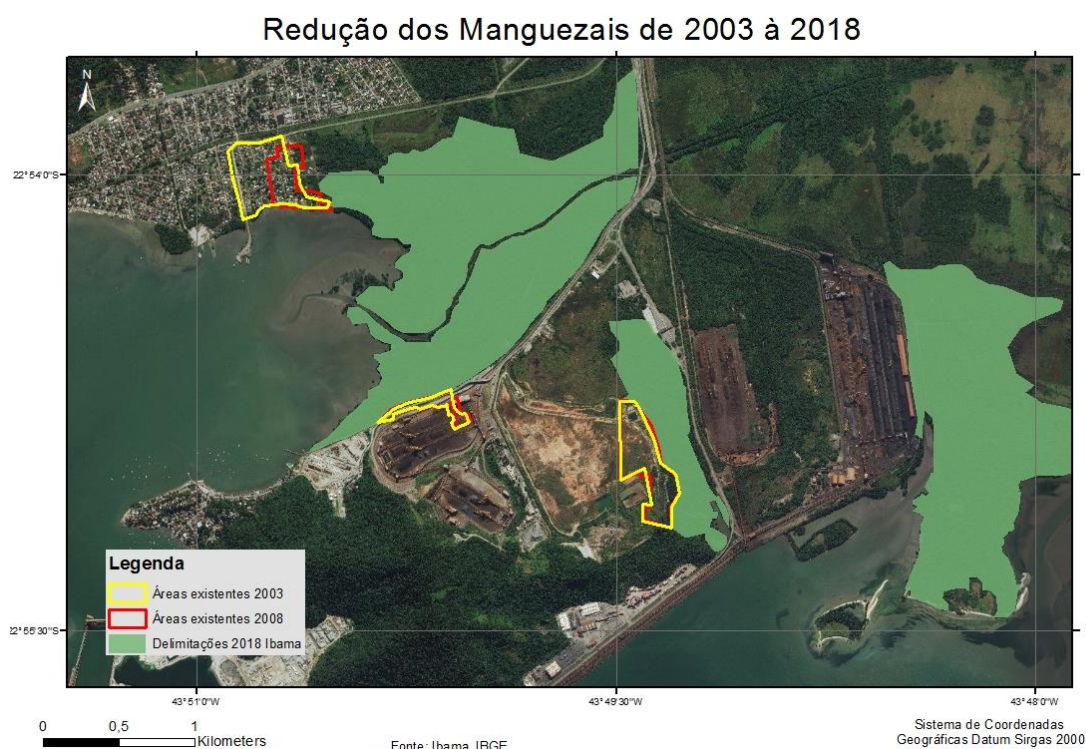 Redução dos Manguezais de 2003 à 2018
N
22°54'0"S
22°55'30"S
Legenda
Áreas existentes 2003
Áreas existentes 2008
Delimitações 2018 Ibama
43°51'0"W
43°49'30"W
43°48'0"W
0 0,5 1
Kilometers
Fonte: Ibama, IBGE
Sistema de Coordenadas
Geográficas Datum Sirgas 2000